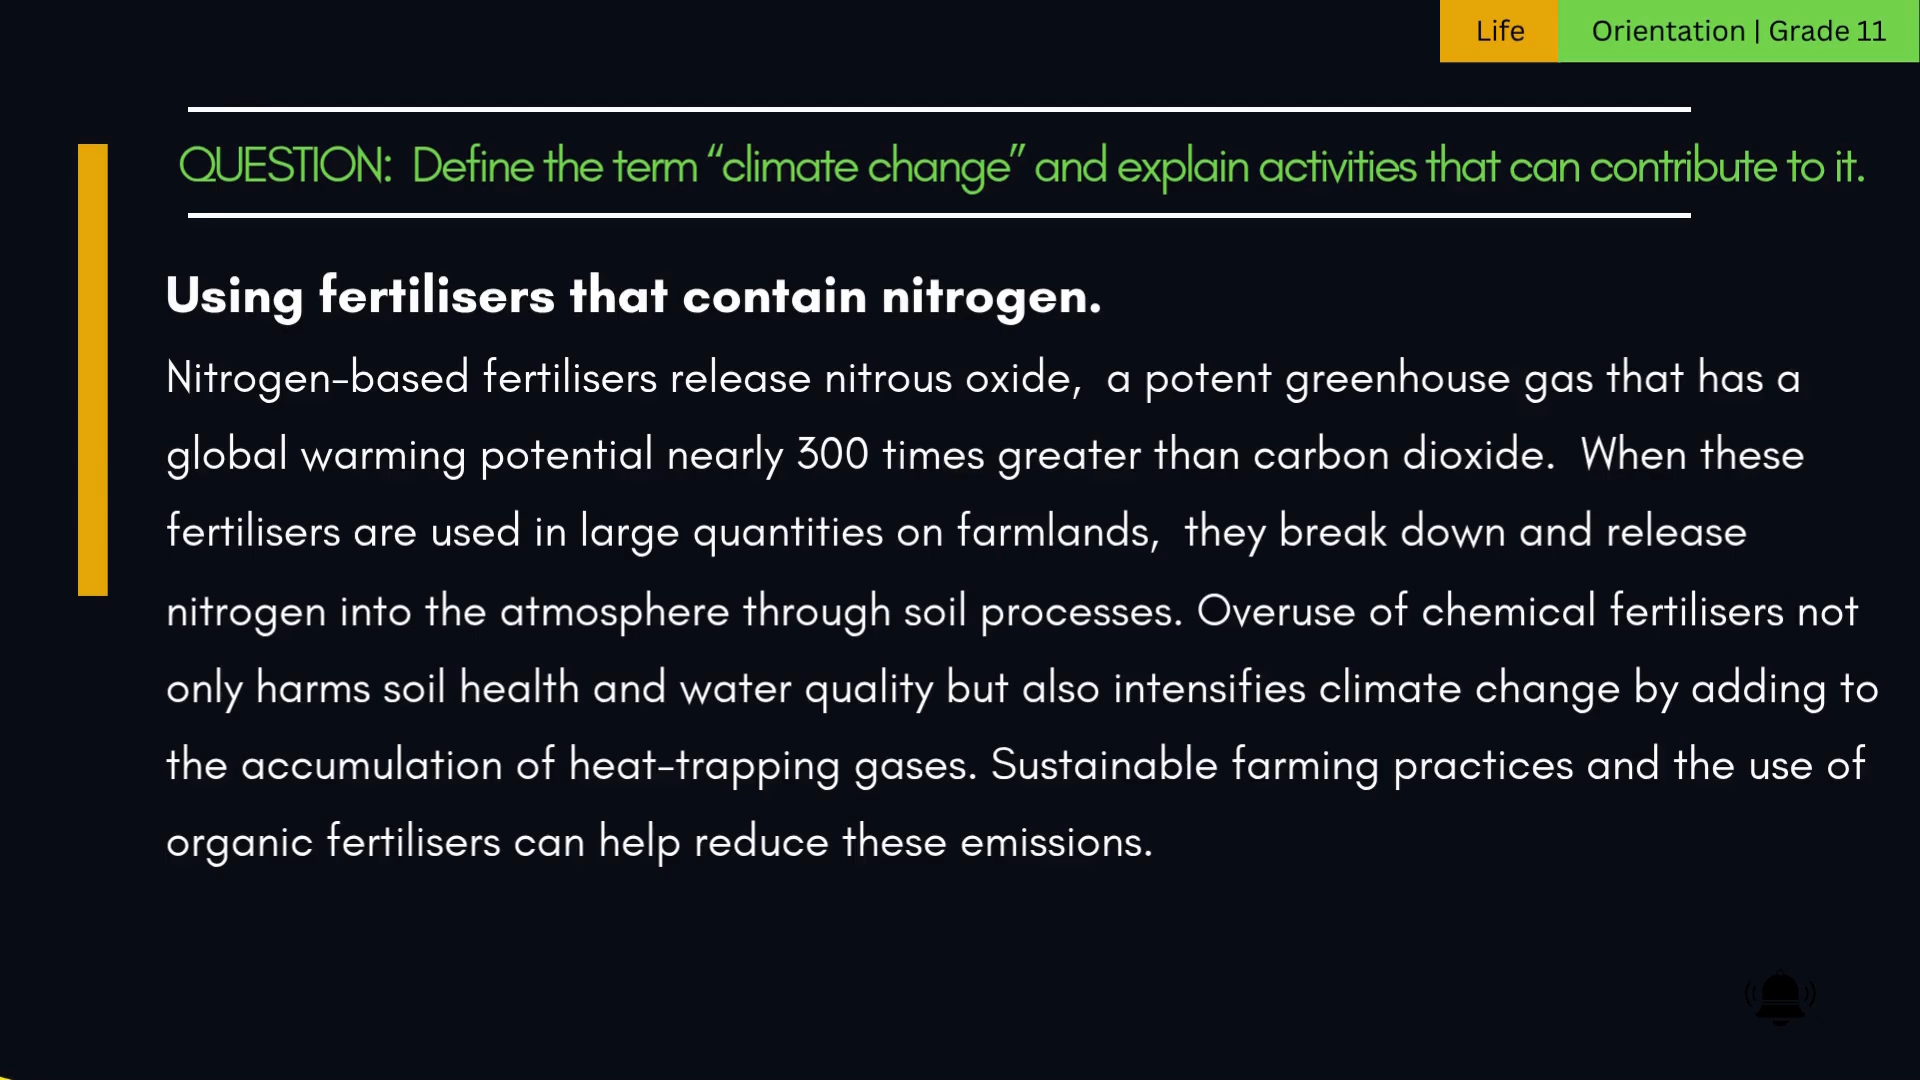 Life Orientation | Grade 11
QUESTION: Define the term “climate change” and explain activities that can contribute to it.
Using fertilisers that contain nitrogen.
Nitrogen-based fertilisers release nitrous oxide, a potent greenhouse gas that has a
global warming potential nearly 300 times greater than carbon dioxide. When these
fertilisers are used in large quantities on farmlands, they break down and release
nitrogen into the atmosphere through soil processes. Overuse of chemical fertilisers not
only harms soil health and water quality but also intensifies climate change by adding to
the accumulation of heat-trapping gases. Sustainable farming practices and the use of
organic fertilisers can help reduce these emissions.